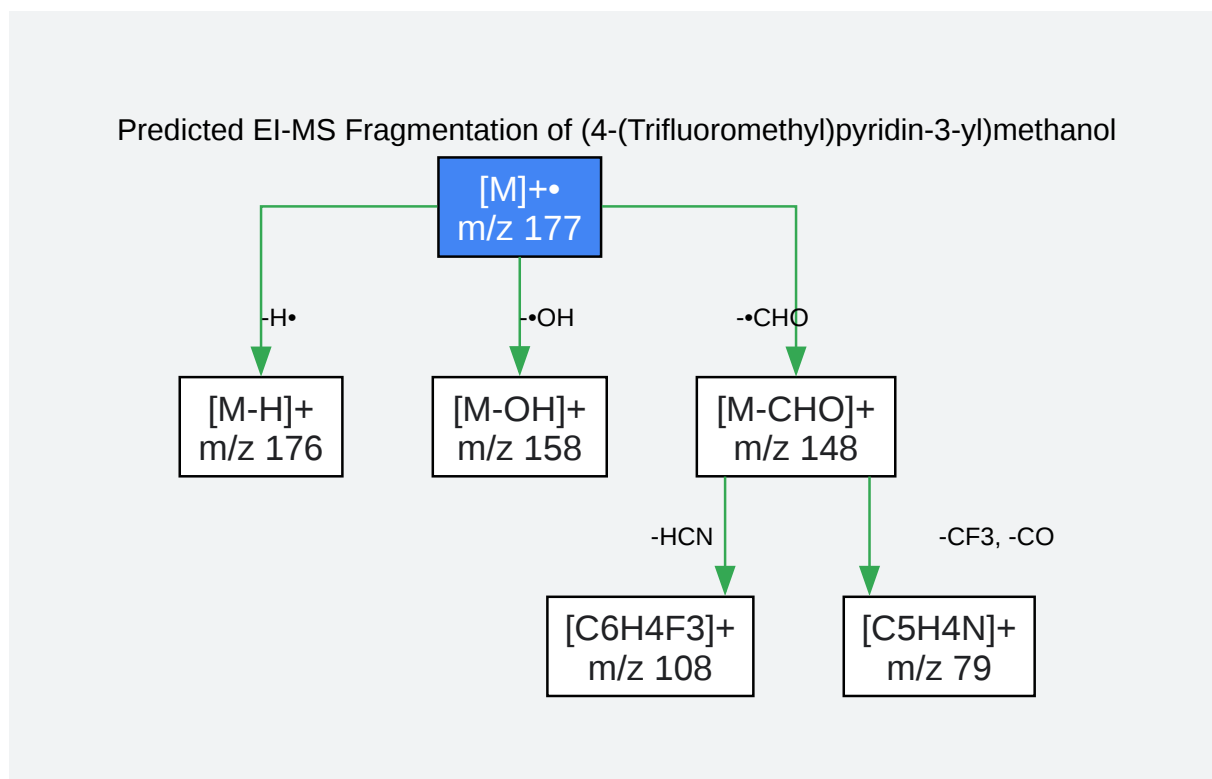 Predicted EI-MS Fragmentation of (4-(Trifluoromethyl)pyridin-3-yl)methanol
[M]+•
m/z 177
-H•
-•OH
-•CHO
[M-H]+
m/z 176
[M-OH]+
m/z 158
[M-CHO]+
m/z 148
-HCN
-CF3, -CO
[C6H4F3]+
m/z 108
[C5H4N]+
m/z 79